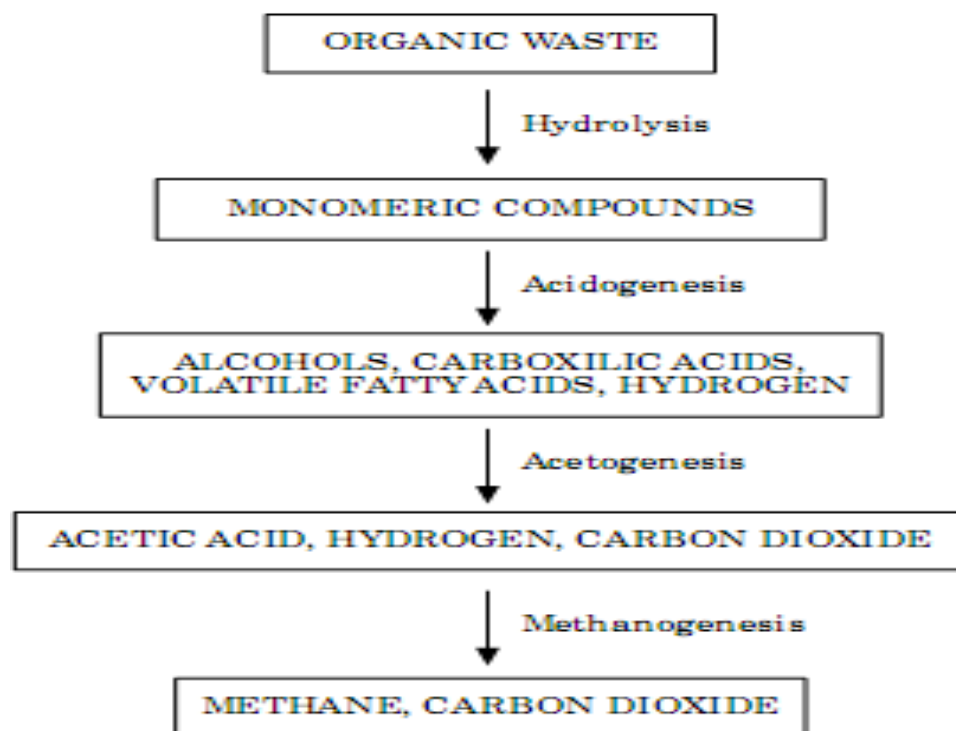 ORGANIC WASTE
Hydrolysis
MONOMERIC COMPOUNDS
Acidogenesis
ALCOHOLS, CARBOXILIC ACIDS,
VOLATILE FATTY ACIDS, HYDROGEN
Acetogenesis
ACETIC ACID, HYDROGEN, CARBON DIOXIDE
Methanogenesis
METHANE, CARBON DIOXIDE